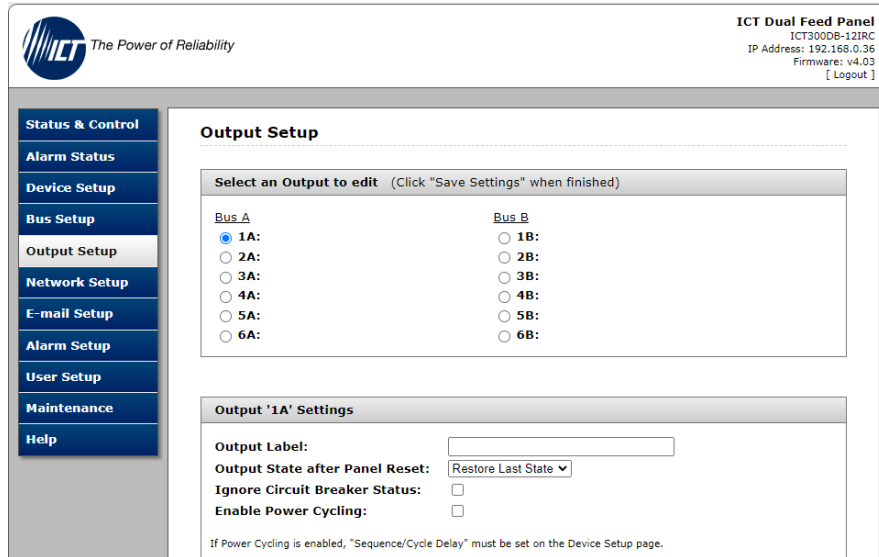 ICT The Power of Reliability
ICT Dual Feed Panel
ICT300DB-12IRC
IP Address: 192.168.0.36
Firmware: v4.03
[ Logout ]
Status & Control
Alarm Status
Device Setup
Bus Setup
Output Setup
Network Setup
E-mail Setup
Alarm Setup
User Setup
Maintenance
Help
Output Setup
Select an Output to edit (Click "Save Settings" when finished)
Bus A Bus B
1A: 1B:
2A: 2B:
3A: 3B:
4A: 4B:
5A: 5B:
6A: 6B:
Output '1A' Settings
Output Label:
Output State after Panel Reset: Restore Last State
Ignore Circuit Breaker Status:
Enable Power Cycling:
If Power Cycling is enabled, "Sequence/Cycle Delay" must be set on the Device Setup page.